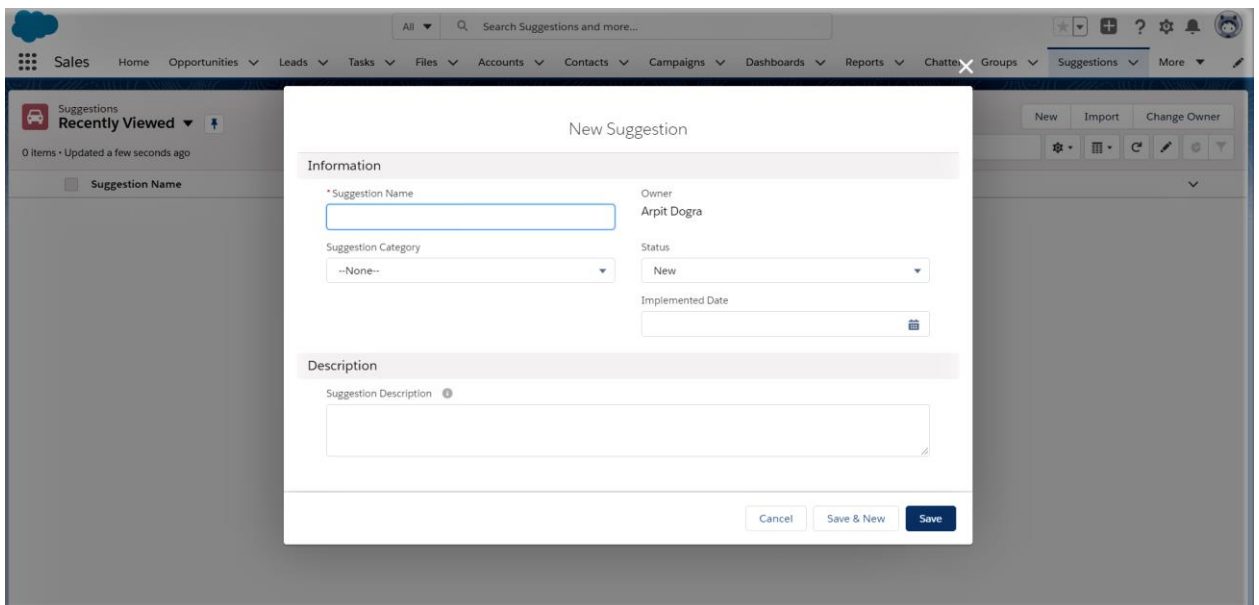 All
Search Suggestions and more...
Sales Home Opportunities Leads Tasks Files Accounts Contacts Campaigns Dashboards Reports Chatter Groups Suggestions More
Suggestions
Recently Viewed
New Import Change Owner
0 items • Updated a few seconds ago
Suggestion Name
New Suggestion
Information
*Suggestion Name
Owner
Arpit Dogra
Suggestion Category
Status
--None--
New
Implemented Date
Description
Suggestion Description
Cancel Save & New Save